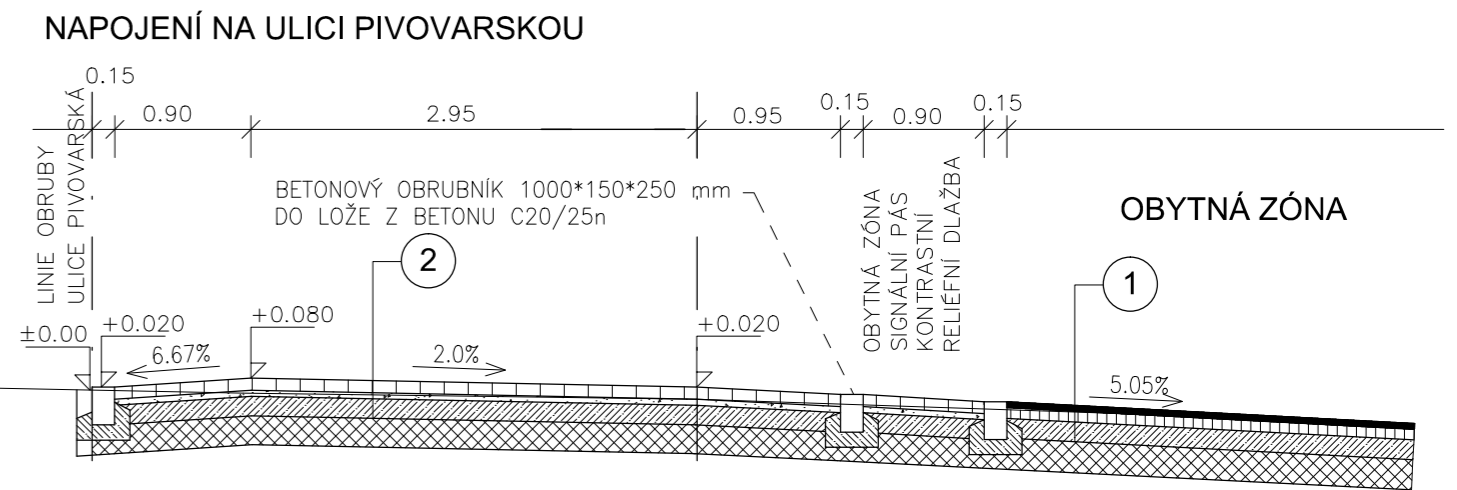 NAPOJENÍ NA ULICI PIVOVARSKOU
0.15
0.90
2.95
0.95
0.15
0.90
0.15
LINIE OBRUBY
ULICE PIVOVARSKÁ
BETONOVÝ OBRUBNÍK 1000*150*250 mm
DO LOŽE Z BETONU C20/25n
OBYTNÁ ZÓNA
SIGNÁLNÍ PÁS
KONTRASTNÍ
RELIÉFNÍ DLAŽBA
OBYTNÁ ZÓNA
2
1
±0.00
+0.020
+0.080
+0.020
6.67%
2.0%
5.05%